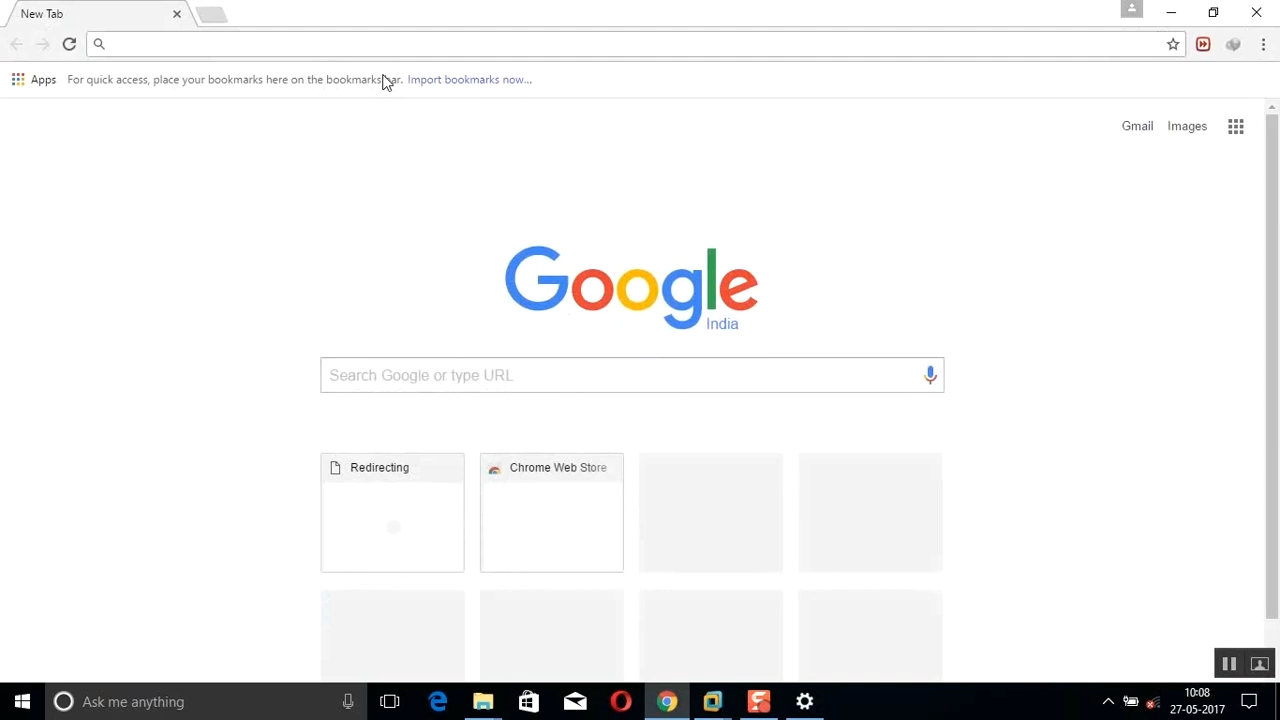 New Tab
Apps
For quick access, place your bookmarks here on the bookmarks bar. Import bookmarks now...
Gmail
Images
Google
India
Search Google or type URL
Redirecting
Chrome Web Store
Ask me anything
10:08
27-05-2017